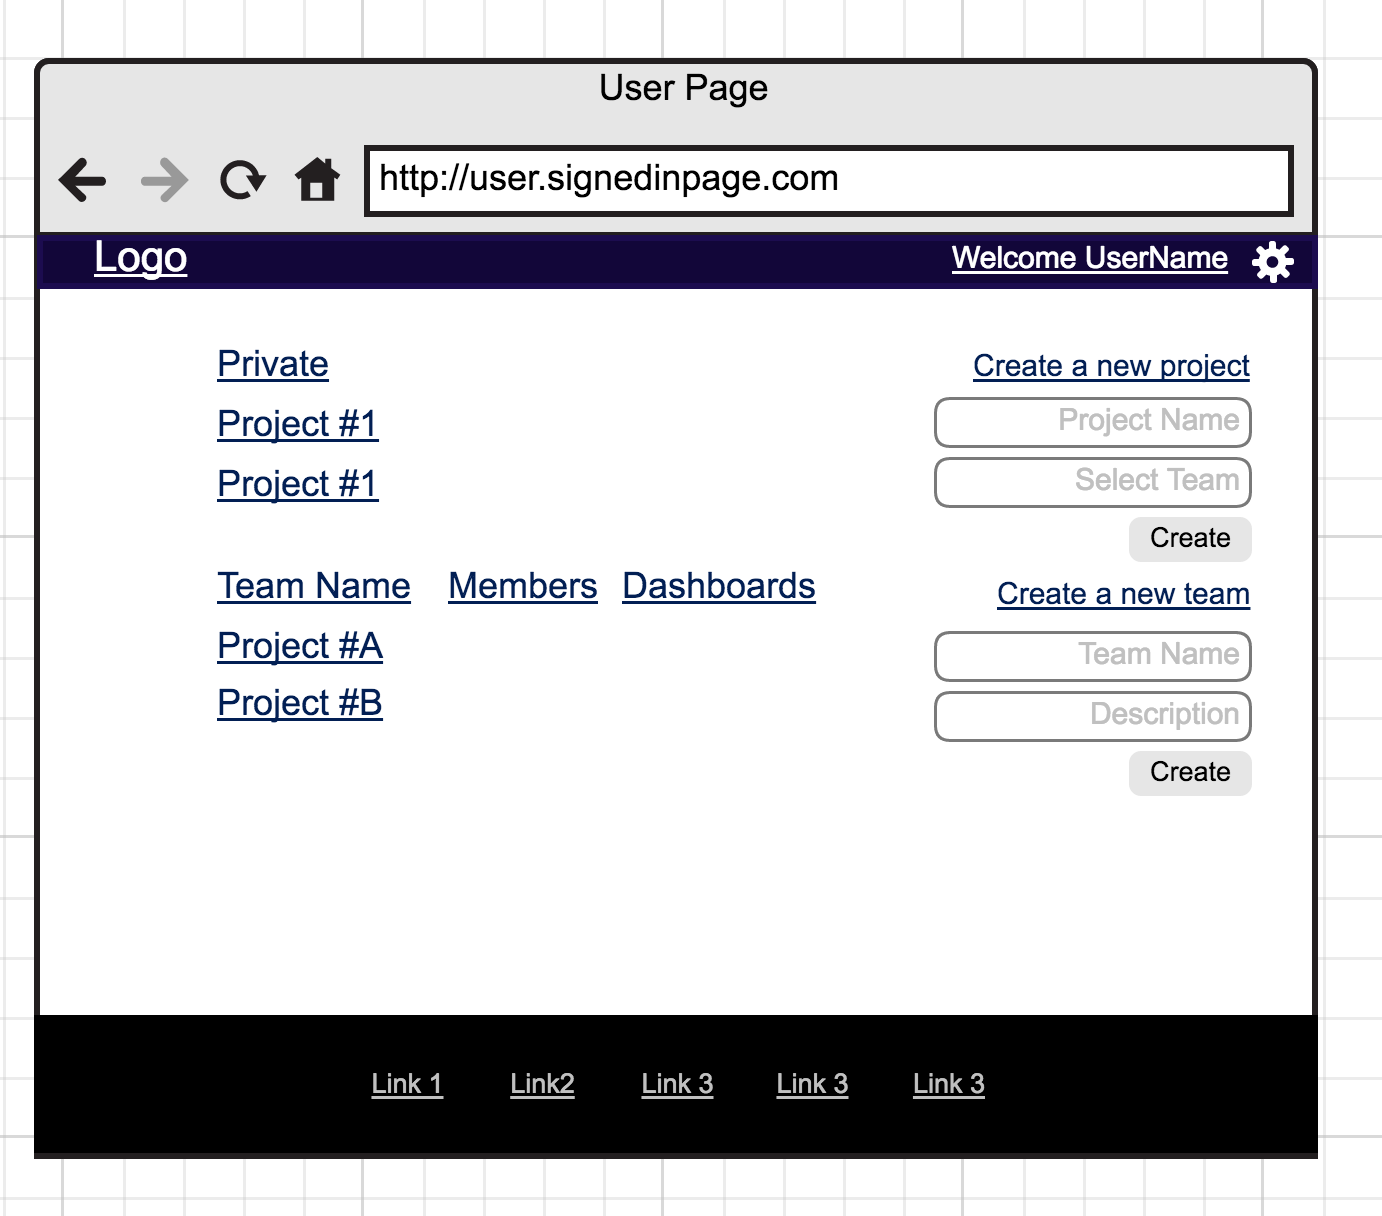 User Page
http://user.signedinpage.com
Logo
Welcome UserName
Private
Project #1
Project #1
Create a new project
Project Name
Select Team
Create
Team Name Members Dashboards
Project #A
Project #B
Create a new team
Team Name
Description
Create
Link 1 Link2 Link 3 Link 3 Link 3